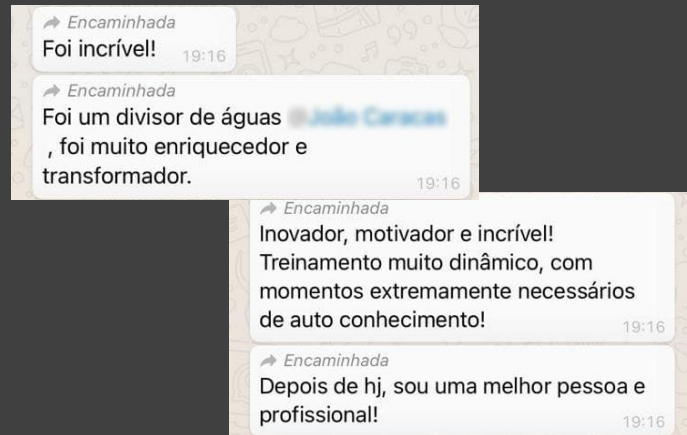 Encaminhada
Foi incrível!
19:16
Encaminhada
Foi um divisor de águas
, foi muito enriquecedor e
transformador.
19:16
Encaminhada
Inovador, motivador e incrível!
Treinamento muito dinâmico, com
momentos extremamente necessários
de auto conhecimento!
19:16
Encaminhada
Depois de hj, sou uma melhor pessoa e
profissional!
19:16